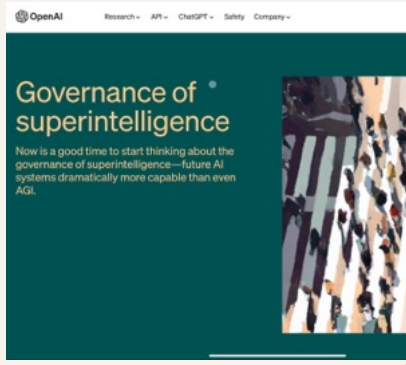 OpenAI Research API ChatGPT Safety Company
Governance of
superintelligence
Now is a good time to start thinking about the
governance of superintelligence—future AI
systems dramatically more capable than even
AGI.